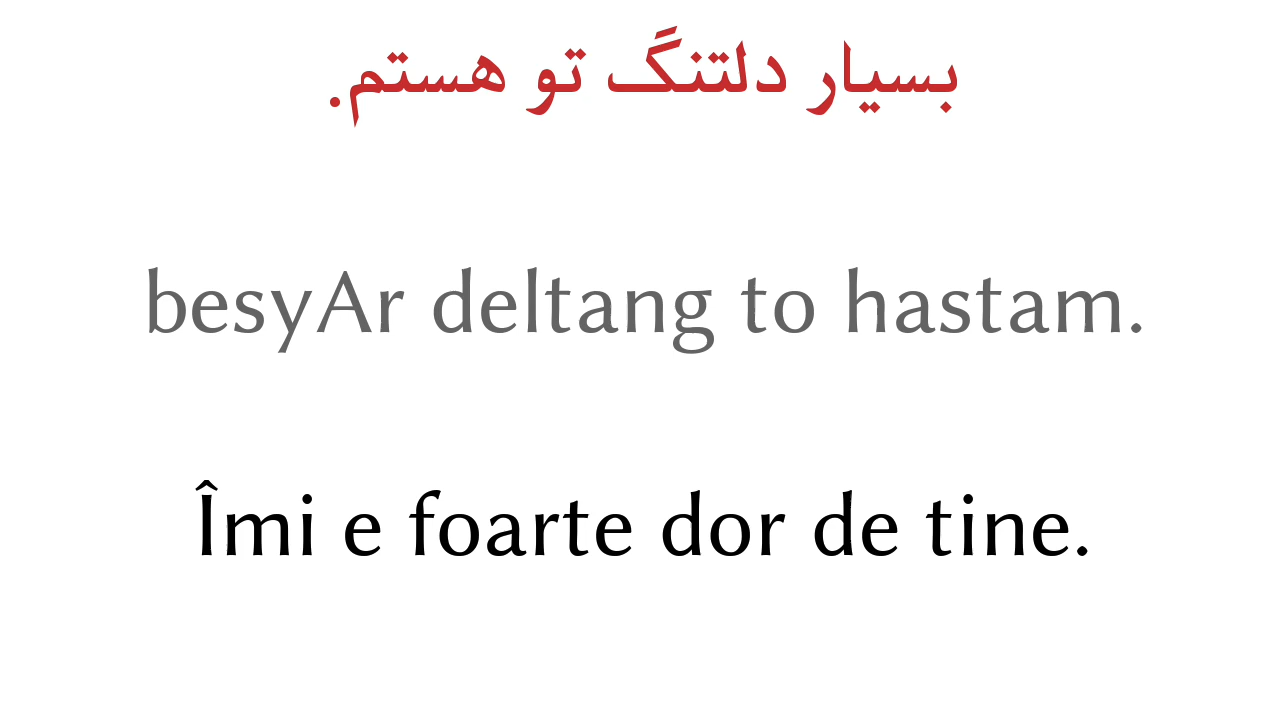 بسیار دلتنگ تو هستم.
besyAr deltang to hastam.
Îmi e foarte dor de tine.